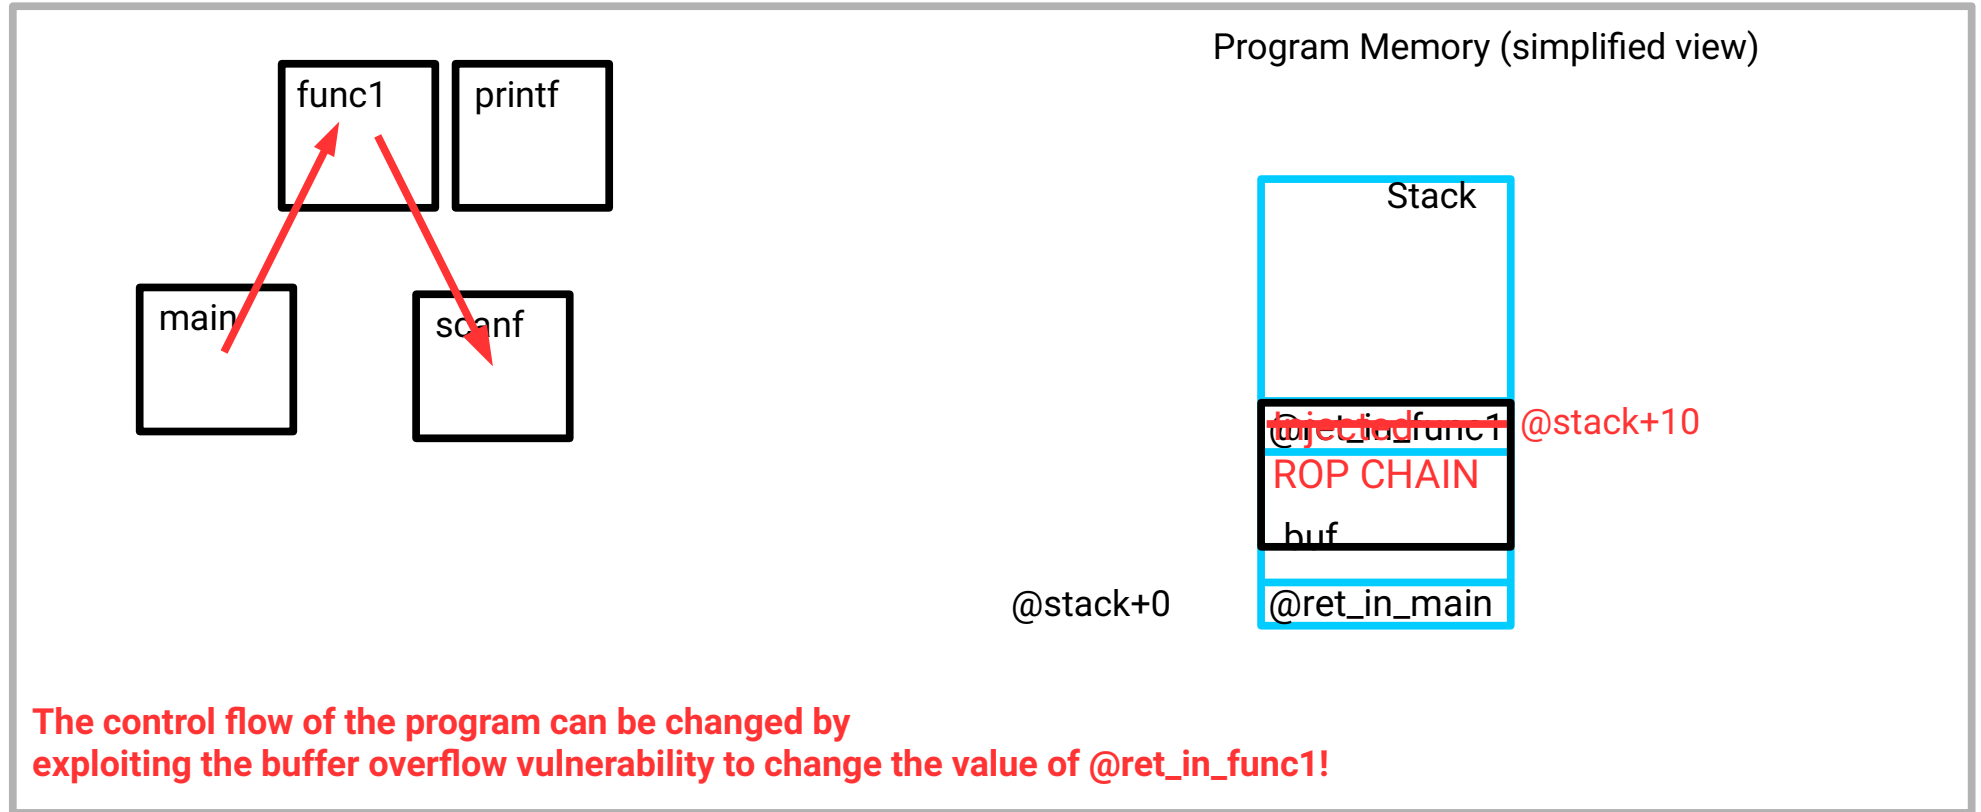 Program Memory (simplified view)
func1
printf
main
scanf
Stack
@ret_in_func1
Injected
@stack+10
ROP CHAIN
buf
@stack+0
@ret_in_main
The control flow of the program can be changed by
exploiting the buffer overflow vulnerability to change the value of @ret_in_func1!